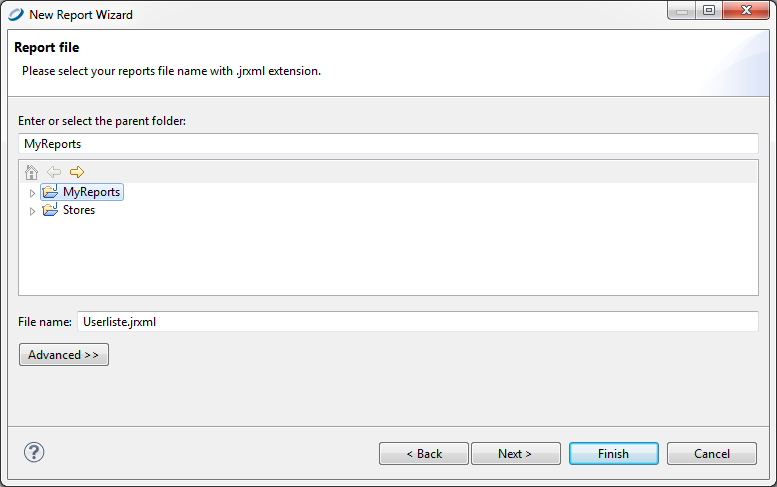 New Report Wizard
Report file
Please select your reports file name with .jrxml extension.
Enter or select the parent folder:
MyReports
MyReports
Stores
File name: Userliste.jrxml
Advanced >>
? < Back Next > Finish Cancel